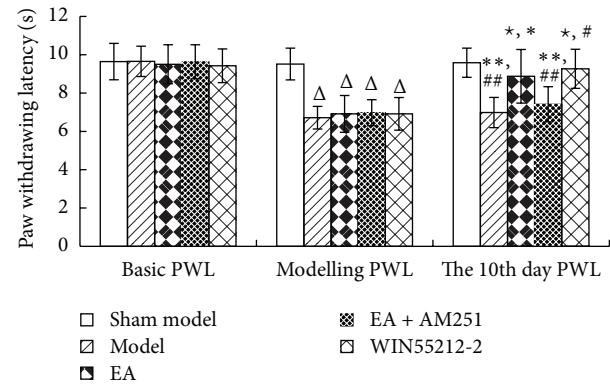 Paw withdrawing latency (s)
12
10
8
6
4
2
0
Δ
Δ
Δ
Δ
**,
##
*, *
**,
##
*, #
Basic PWL
Modelling PWL
The 10th day PWL
Sham model
Model
EA
EA + AM251
WIN55212-2